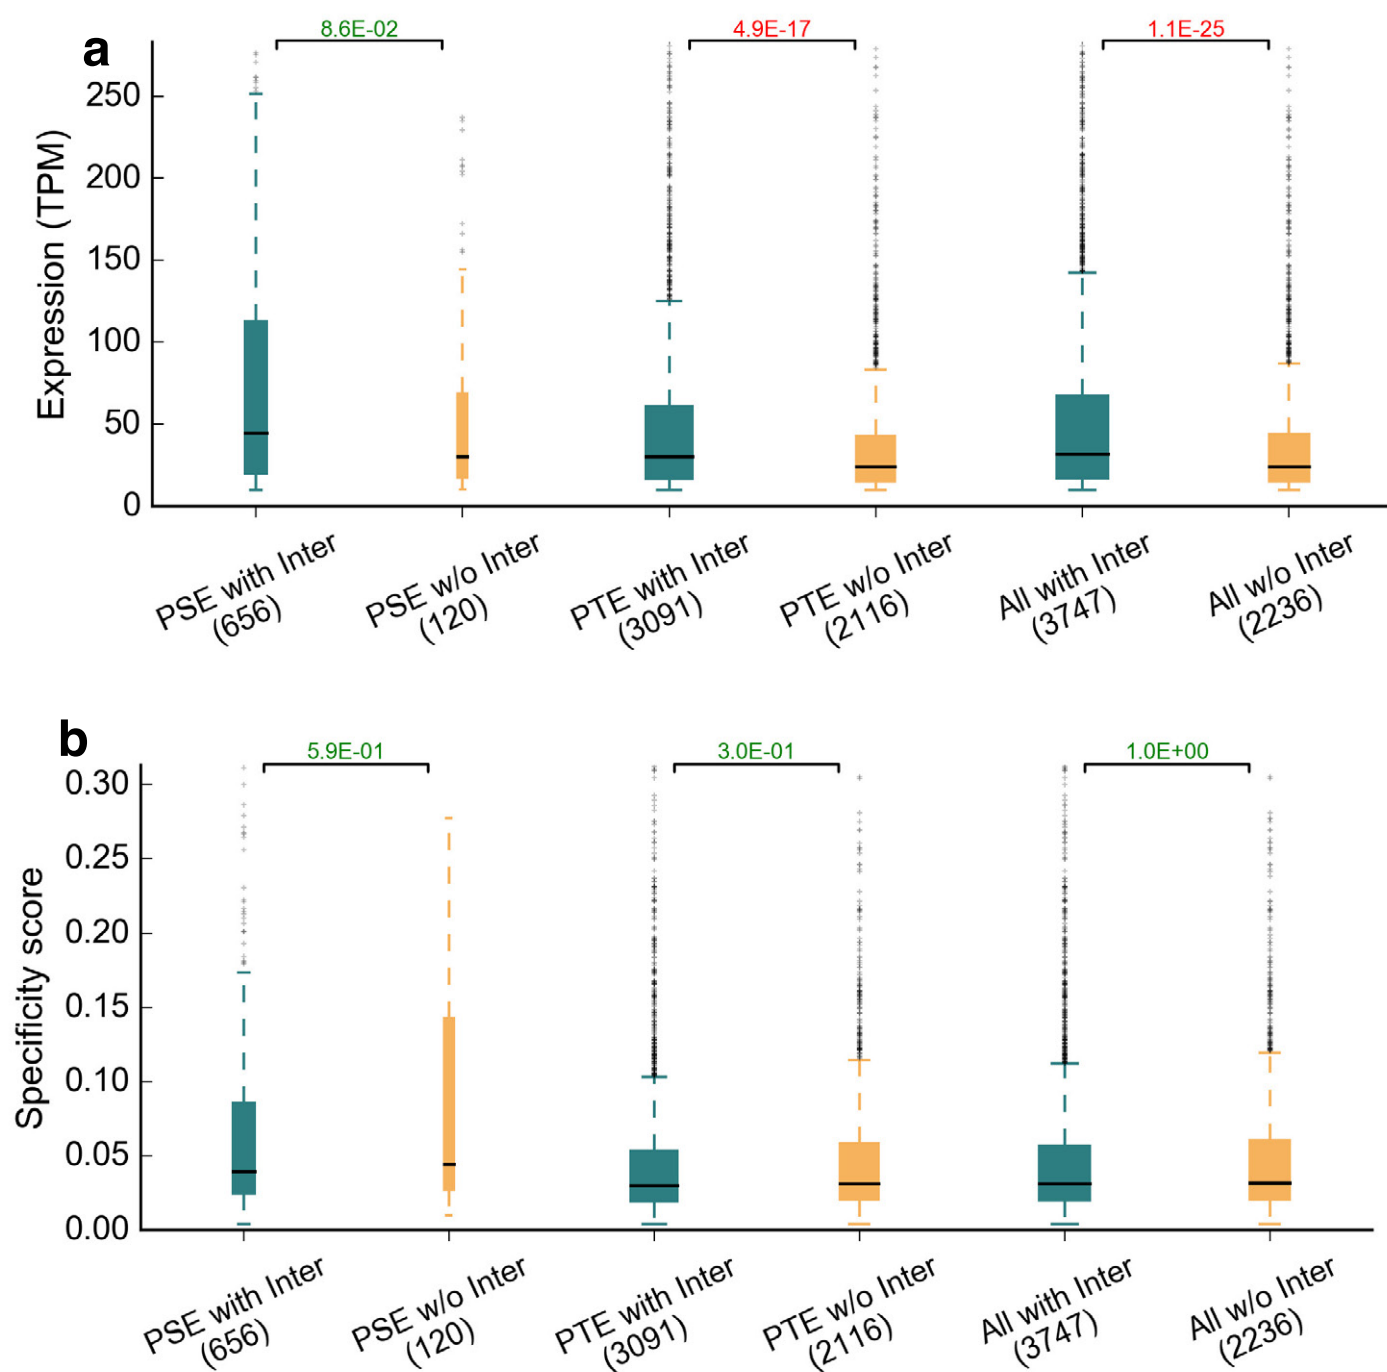 a
8.6E-02
4.9E-17
1.1E-25
Expression (TPM)
250
200
150
100
50
0
PSE with Inter
(656)
PSE w/o Inter
(120)
PTE with Inter
(3091)
PTE w/o Inter
(2116)
All with Inter
(3747)
All w/o Inter
(2236)
b
5.9E-01
3.0E-01
1.0E+00
Specificity score
0.30
0.25
0.20
0.15
0.10
0.05
0.00
PSE with Inter
(656)
PSE w/o Inter
(120)
PTE with Inter
(3091)
PTE w/o Inter
(2116)
All with Inter
(3747)
All w/o Inter
(2236)